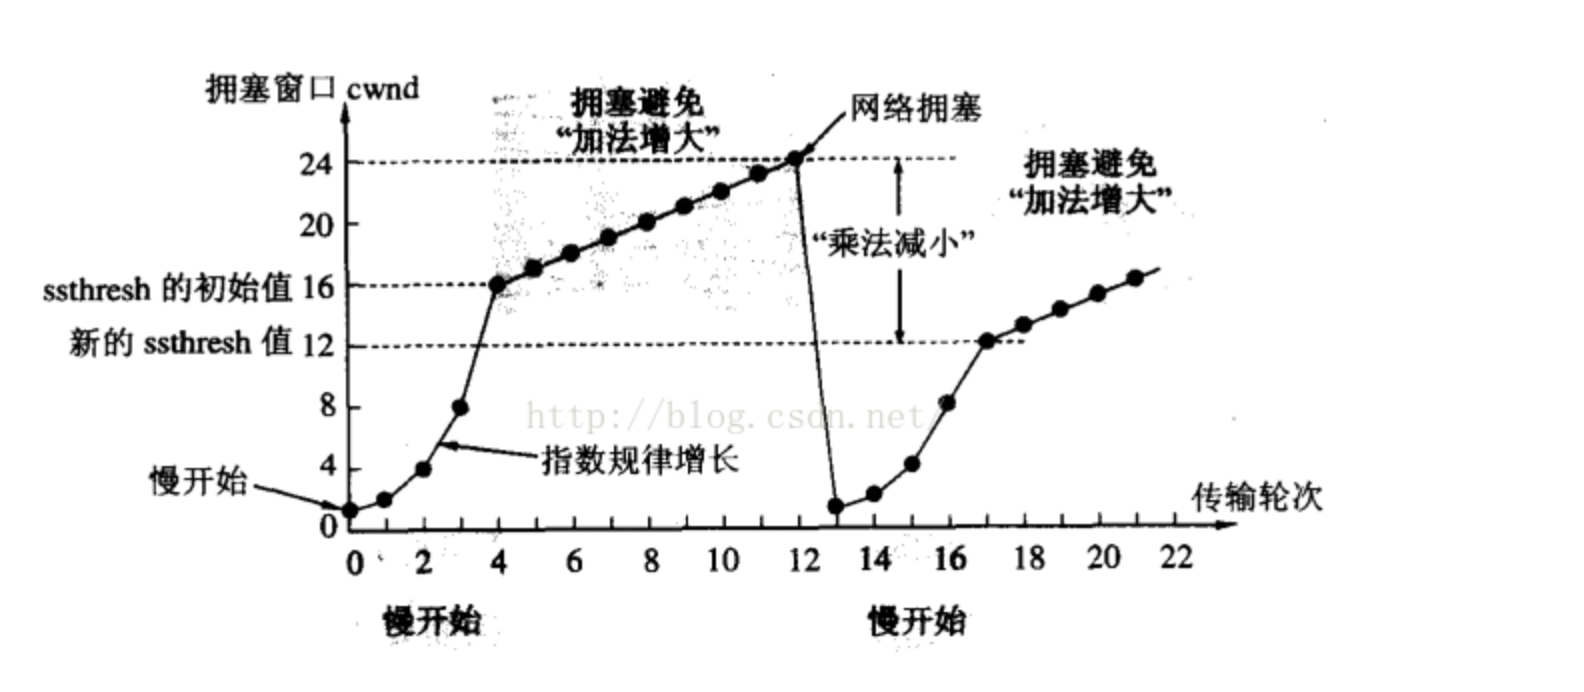 拥塞窗口 cwnd
拥塞避免
“加法增大”
网络拥塞
拥塞避免
“加法增大”
24
20
“乘法减小”
ssthresh 的初始值 16
新的 ssthresh 值 12
8
http://blog.csdn.net/
指数规律增长
4
慢开始
0
传输轮次
0 2 4 6 8 10 12 14 16 18 20 22
慢开始
慢开始